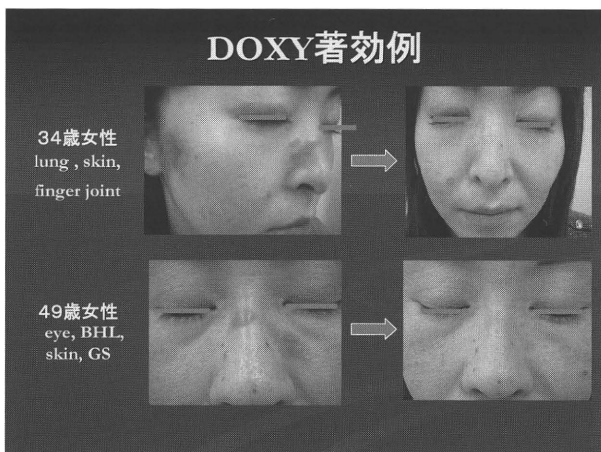 DOXY著効例
34歳女性
lung , skin,
finger joint
49歳女性
eye, BHL,
skin, GS